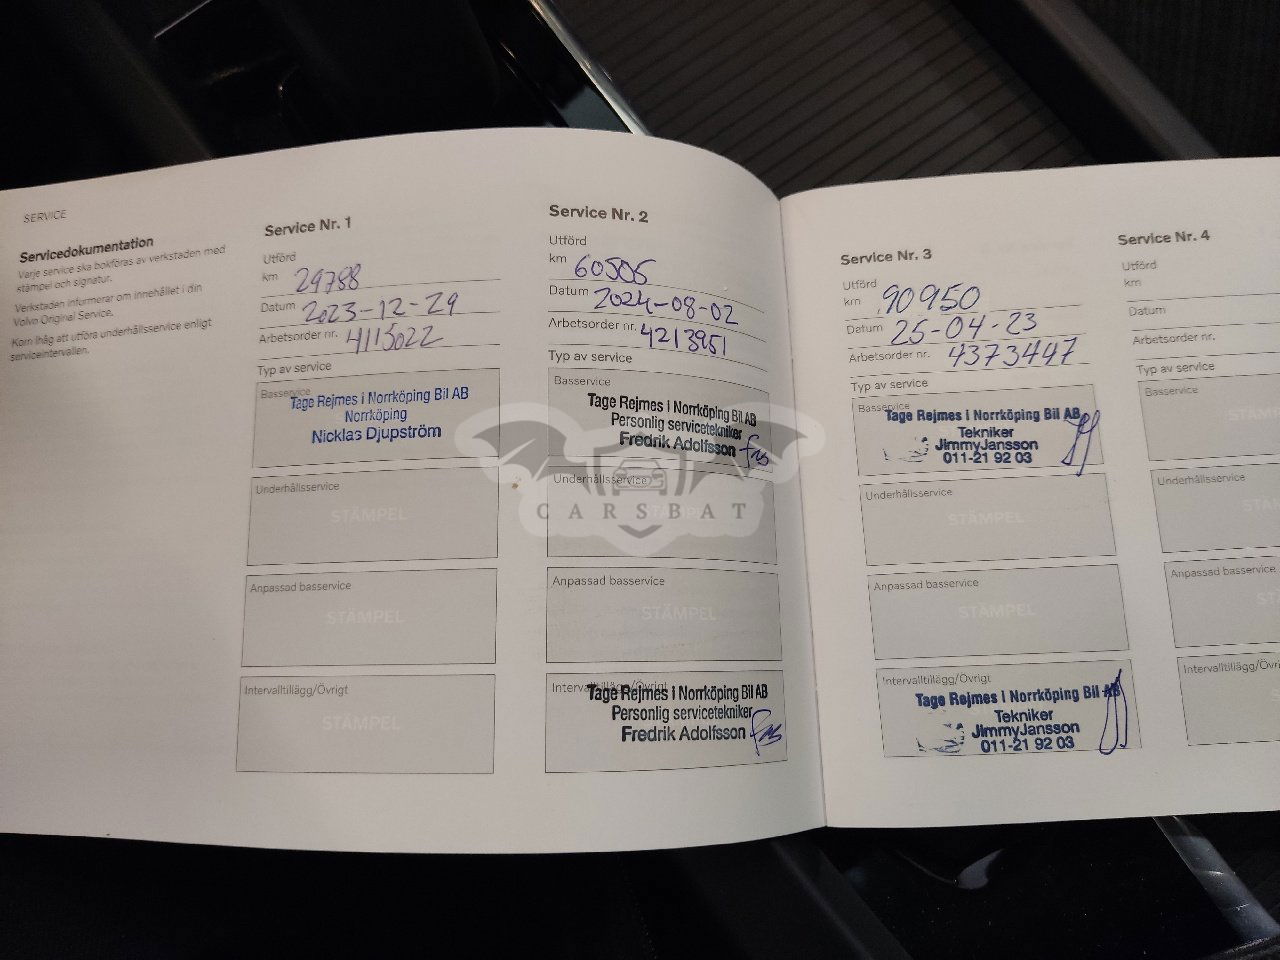 SERVICE
Servicedokumentation
Varje service ska bokföras av verkstaden med
stämpel och signatur.
Verkstaden informerar om innehållet i din
Volvo Original Service.
Kom ihåg att utföra underhållsservice enligt
serviceintervallen.
Service Nr. 1
Utförd
km 29788
Datum 2023-12-29
Arbetsorder nr. 4115022
Typ av service
Basservice
Tage Rejmes i Norrköping Bil AB
Norrköping
Nicklas Djupström
Underhållsservice
STÄMPEL
Anpassad basservice
STÄMPEL
Intervalltillägg/Övrigt
STÄMPEL
Service Nr. 2
Utförd
km 60505
Datum 2024-08-02
Arbetsorder nr. 4213951
Typ av service
Basservice
Tage Rejmes i Norrköping Bil AB
Personlig servicetekniker
Fredrik Adolfsson
Underhållsservice
Anpassad basservice
STÄMPEL
Intervalltillägg/Övrigt
Tage Rejmes i Norrköping Bil AB
Personlig servicetekniker
Fredrik Adolfsson
Service Nr. 3
Utförd
km 90950
Datum 25-04-23
Arbetsorder nr. 4373447
Typ av service
Basservice
Tage Rejmes i Norrköping Bil AB
Tekniker
JimmyJansson
011-21 92 03
Underhållsservice
STÄMPEL
Anpassad basservice
STÄMPEL
Intervalltillägg/Övrigt
Tage Rejmes i Norrköping Bil AB
Tekniker
JimmyJansson
011-21 92 03
Service Nr. 4
Utförd
km
Datum
Arbetsorder nr.
Typ av service
Basservice
Underhållsservice
Anpassad basservice
CARSBAT